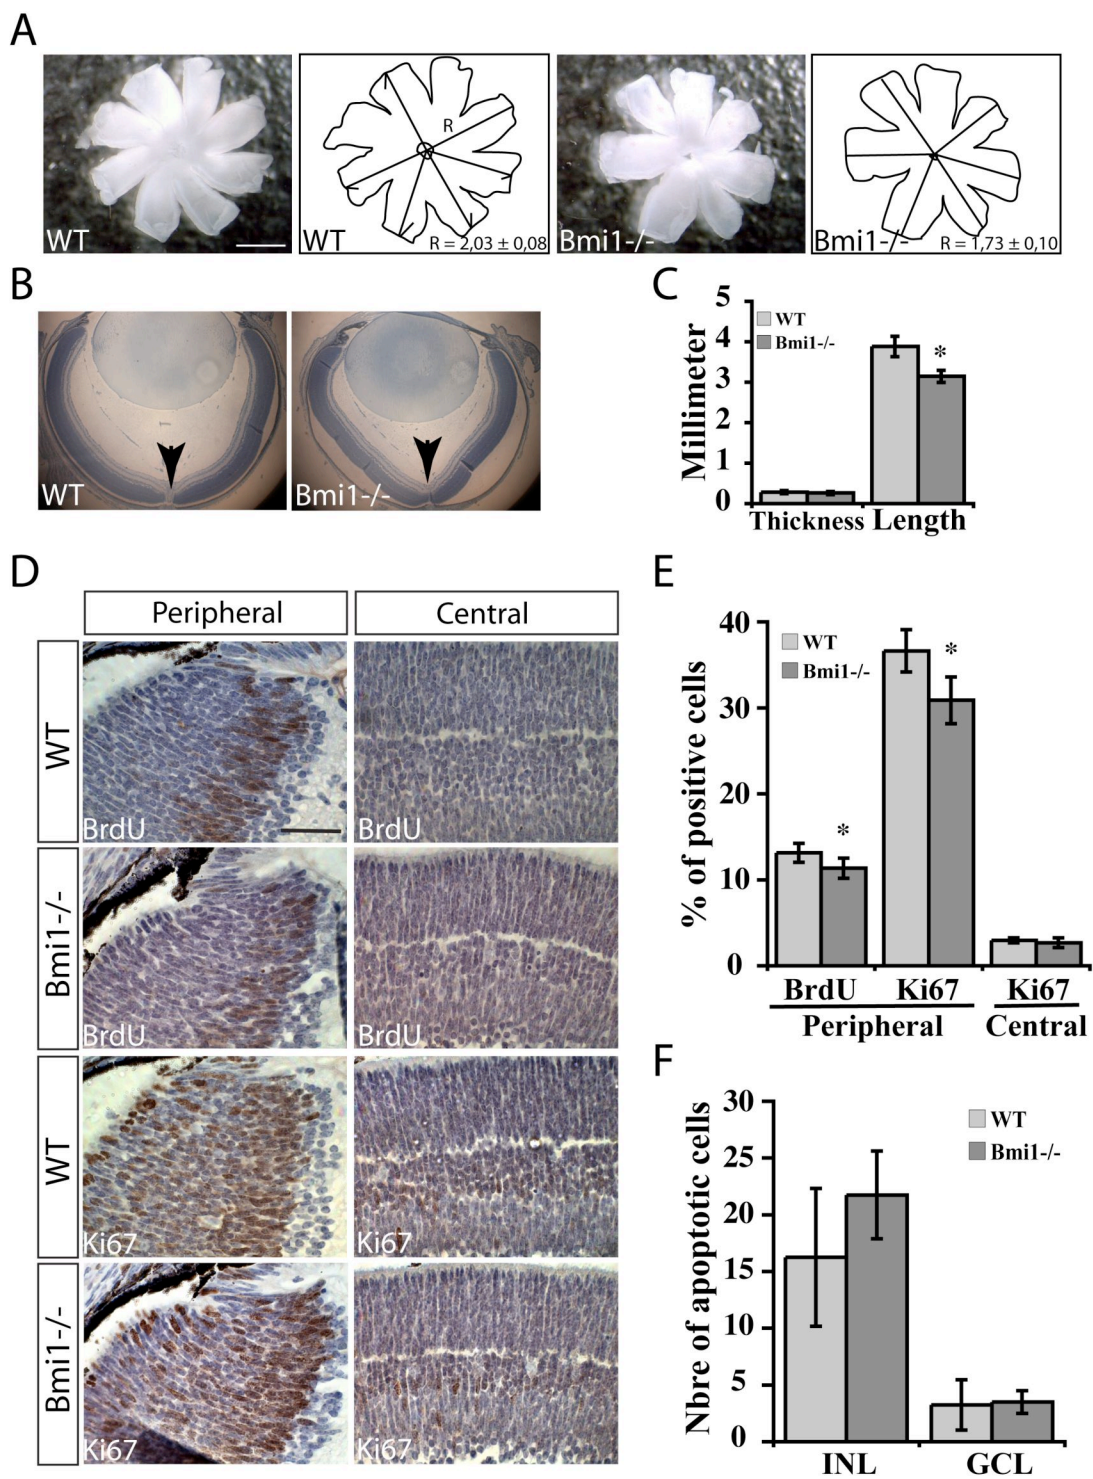 A
WT
R
WT
R = 2,03 ± 0,08
Bmi1-/-
Bmi1-/-
R = 1,73 ± 0,10
B
WT
Bmi1-/-
C
Millimeter
5
4
3
2
1
0
WT
Bmi1-/-
*
Thickness
Length
D
Peripheral
Central
WT
BrdU
BrdU
Bmi1-/-
BrdU
BrdU
WT
Ki67
Ki67
Bmi1-/-
Ki67
Ki67
E
% of positive cells
40
30
20
10
0
WT
Bmi1-/-
*
*
BrdU
Ki67
Ki67
Peripheral
Central
F
Nbre of apoptotic cells
30
25
20
15
10
5
0
WT
Bmi1-/-
INL
GCL